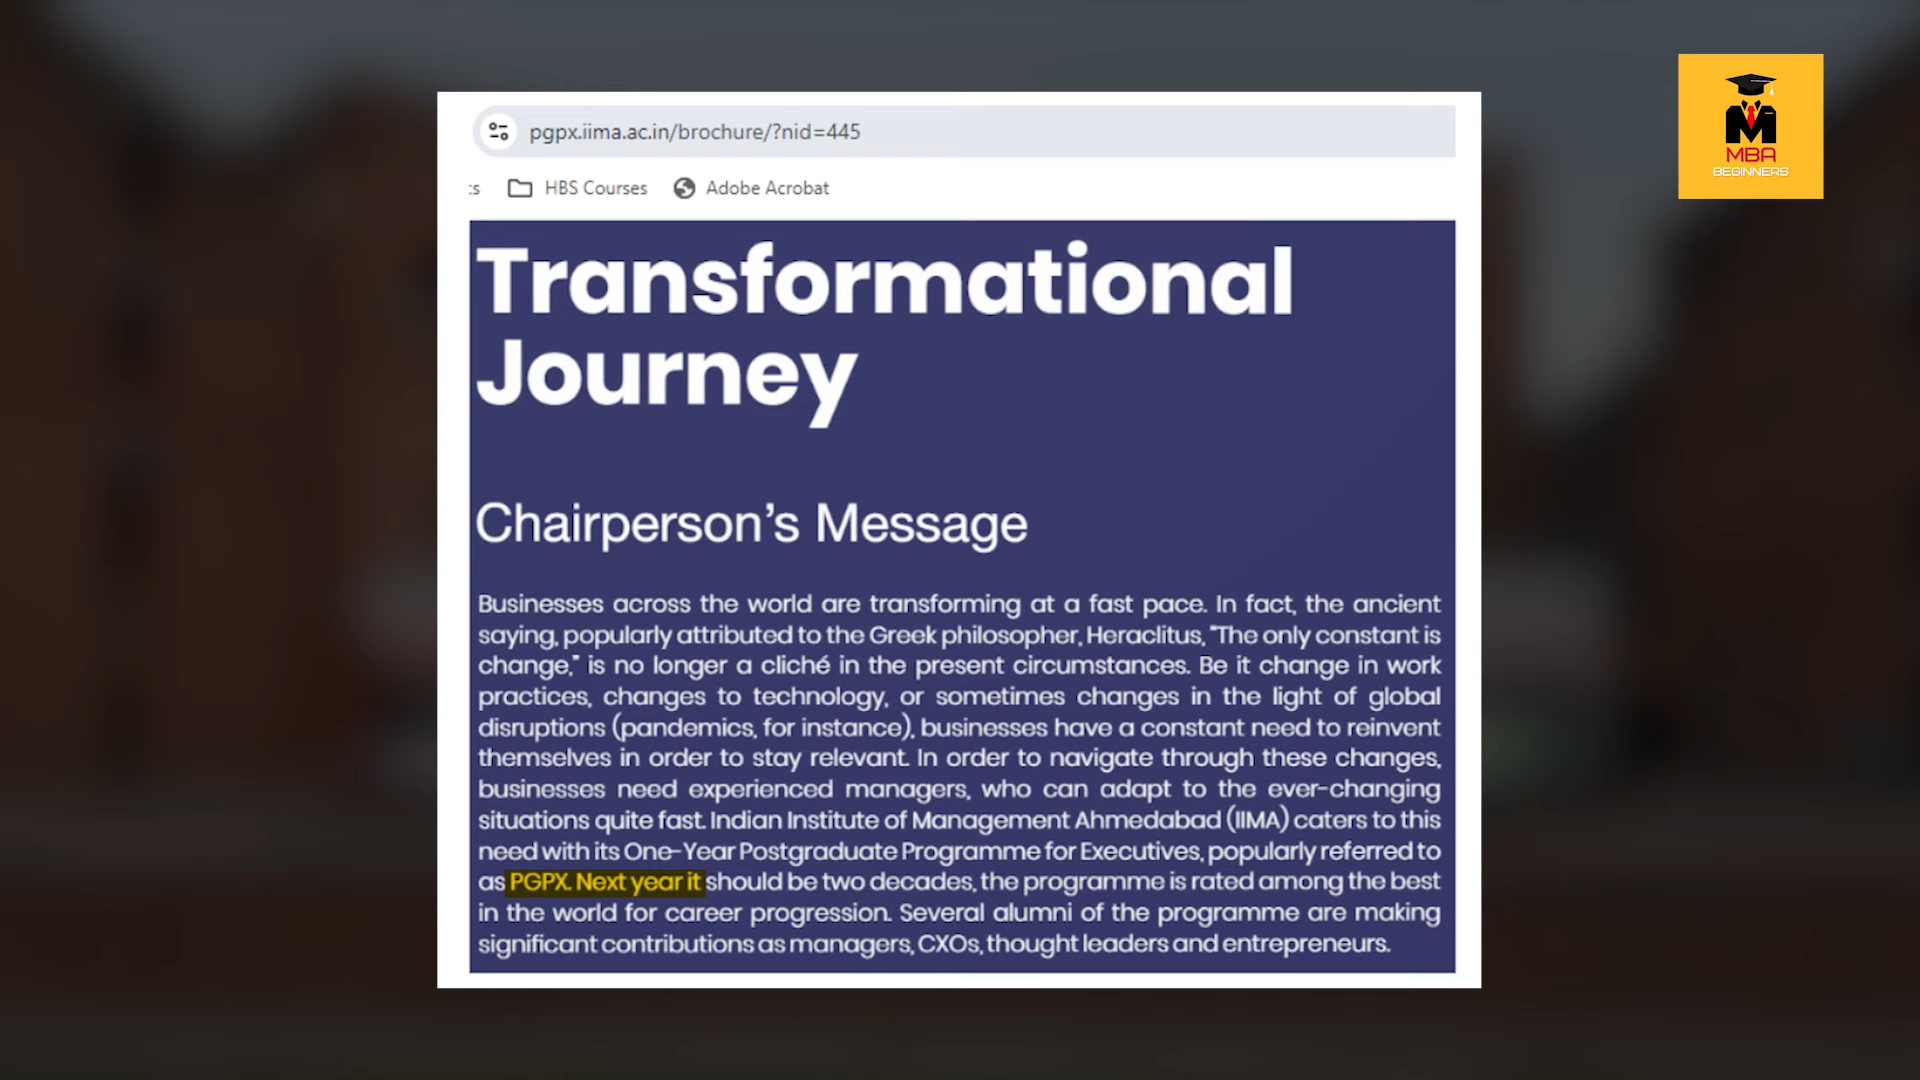 pgpx.iima.ac.in/brochure/?nid=445
ts HBS Courses Adobe Acrobat
MBA
BEGINNERS
Transformational
Journey
Chairperson's Message
Businesses across the world are transforming at a fast pace. In fact, the ancient
saying, popularly attributed to the Greek philosopher, Heraclitus, "The only constant is
change," is no longer a cliché in the present circumstances. Be it change in work
practices, changes to technology, or sometimes changes in the light of global
disruptions (pandemics, for instance), businesses have a constant need to reinvent
themselves in order to stay relevant. In order to navigate through these changes,
businesses need experienced managers, who can adapt to the ever-changing
situations quite fast. Indian Institute of Management Ahmedabad (IIMA) caters to this
need with its One-Year Postgraduate Programme for Executives, popularly referred to
as PGPX. Next year it should be two decades, the programme is rated among the best
in the world for career progression. Several alumni of the programme are making
significant contributions as managers, CXOs, thought leaders and entrepreneurs.